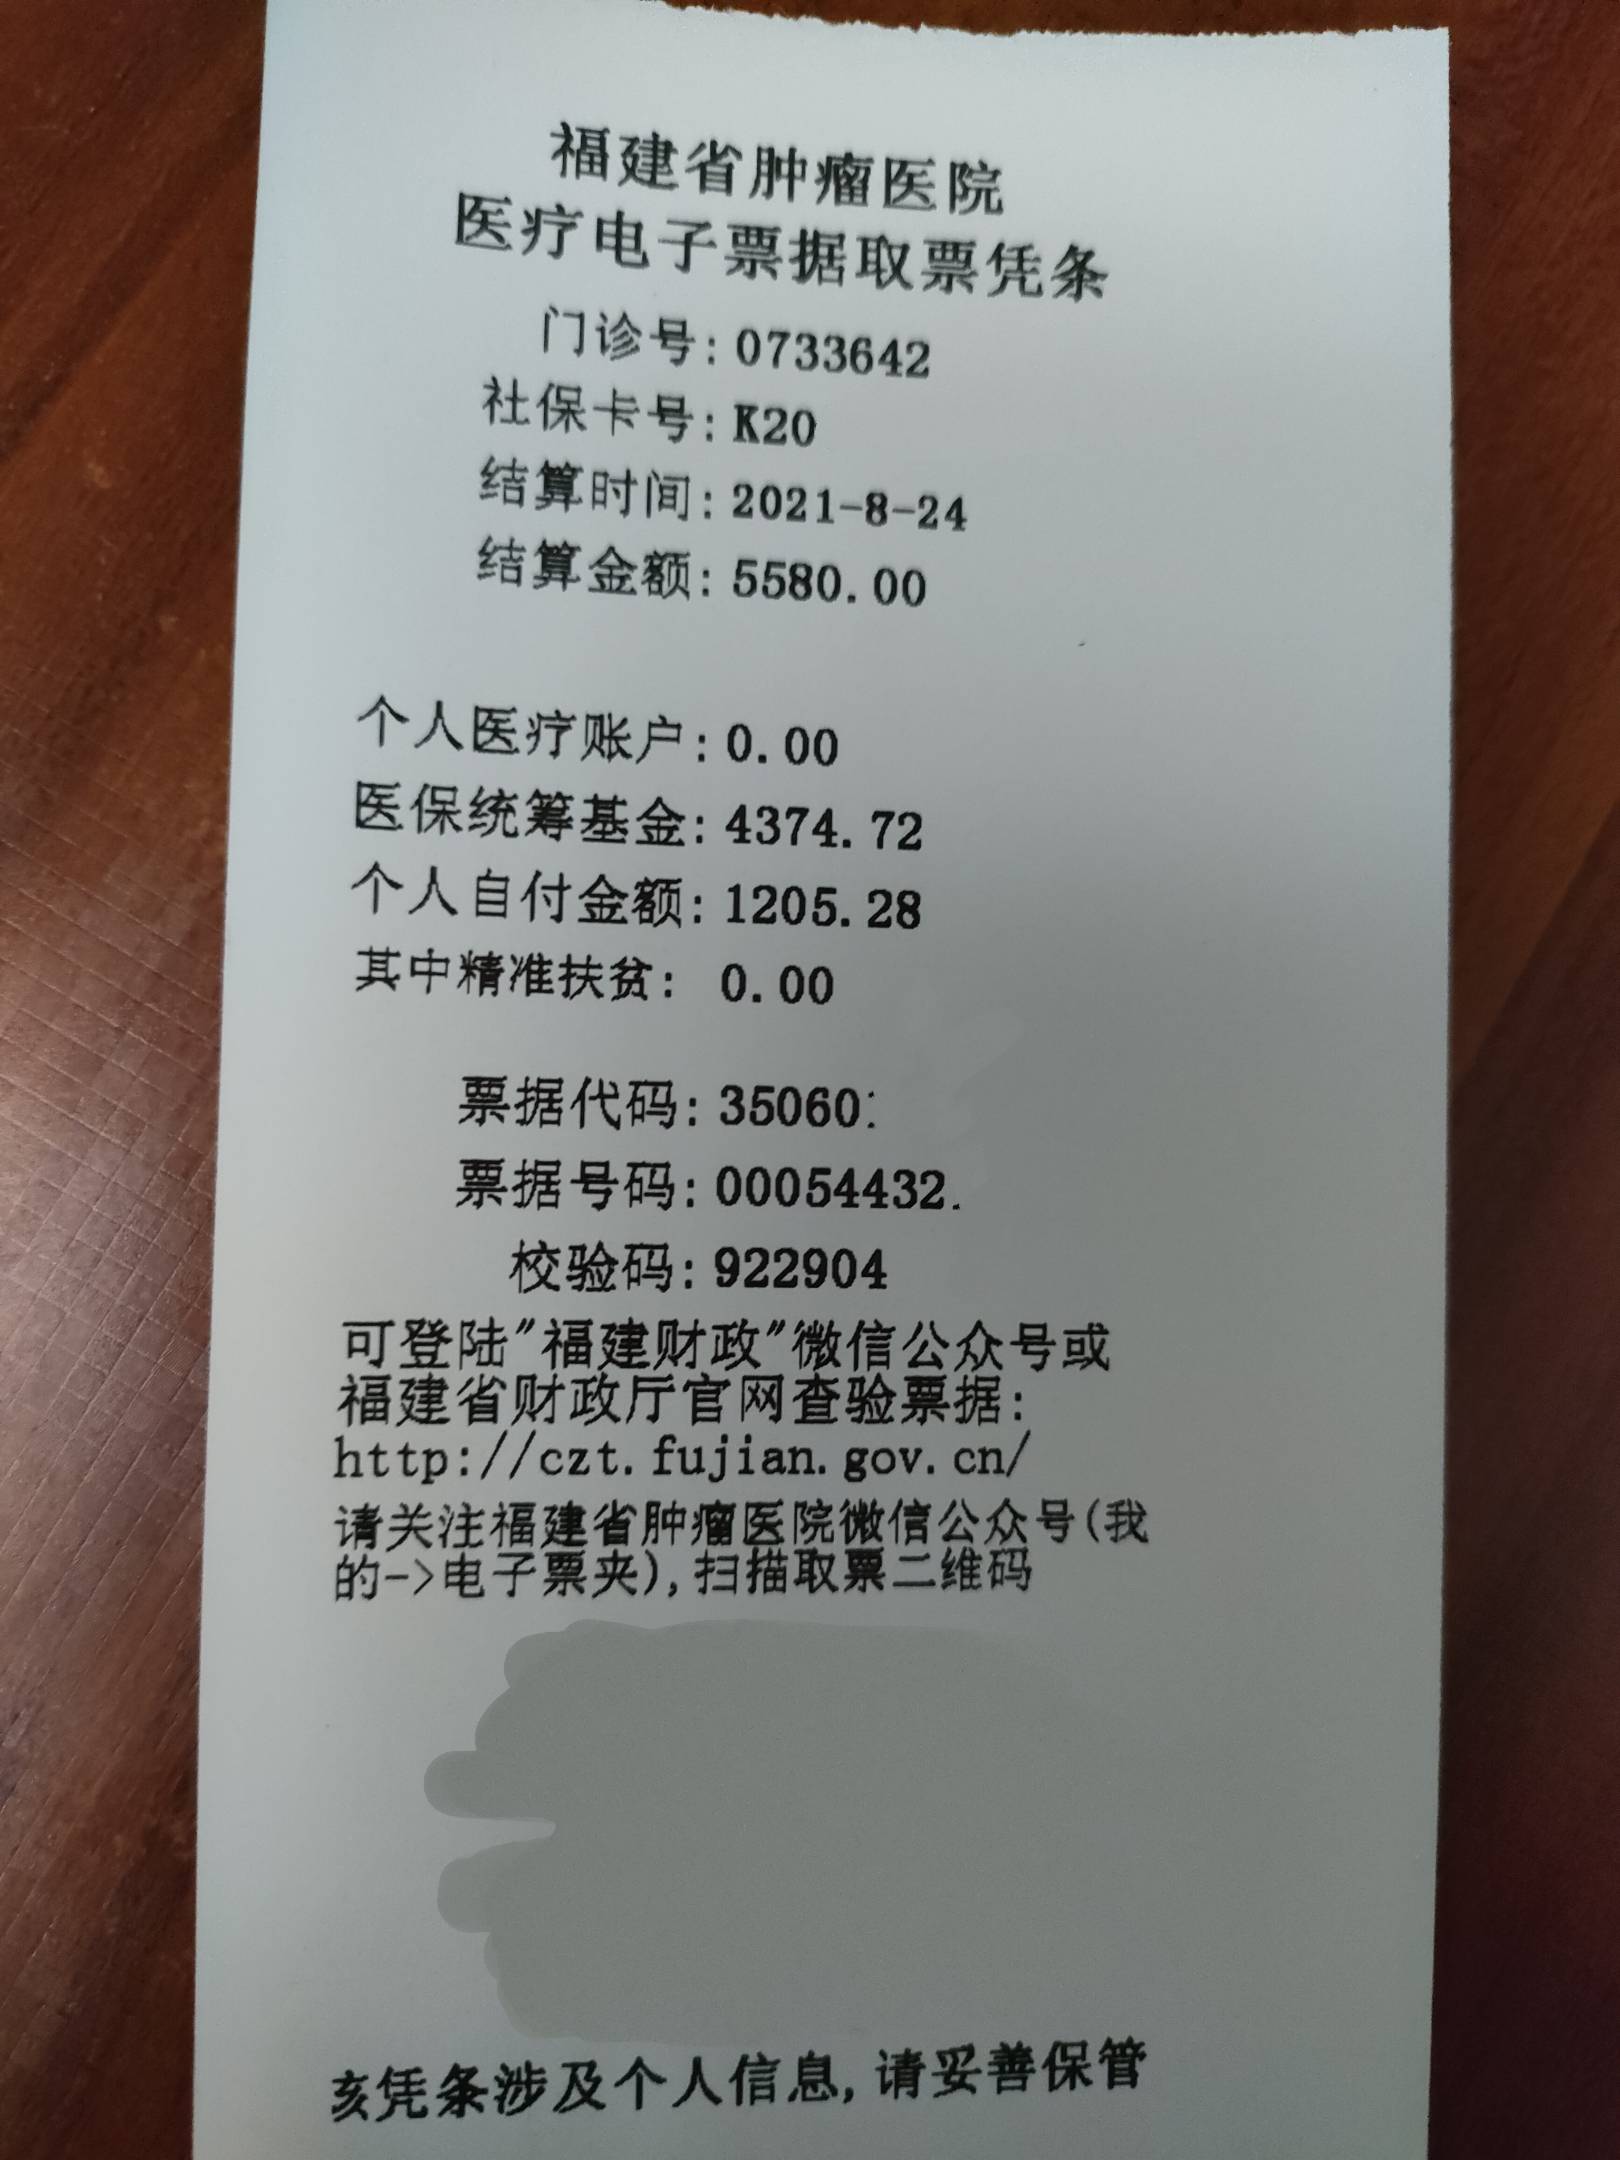 福建省肿瘤医院
医疗电子票据取票凭条
门诊号:0733642
社保卡号:K20
结算时间:2021-8-24
结算金额:5580.00
个人医疗账户:0.00
医保统筹基金:4374.72
个人自付金额:1205.28
其中精准扶贫: 0.00
票据代码:35060
票据号码:00054432
校验码:922904
可登陆"福建财政"微信公众号或
福建省财政厅官网查验票据:
http://czt.fujian.gov.cn/
请关注福建省肿瘤医院微信公众号(我
的->电子票夹),扫描取票二维码
该凭条涉及个人信息,请妥善保管